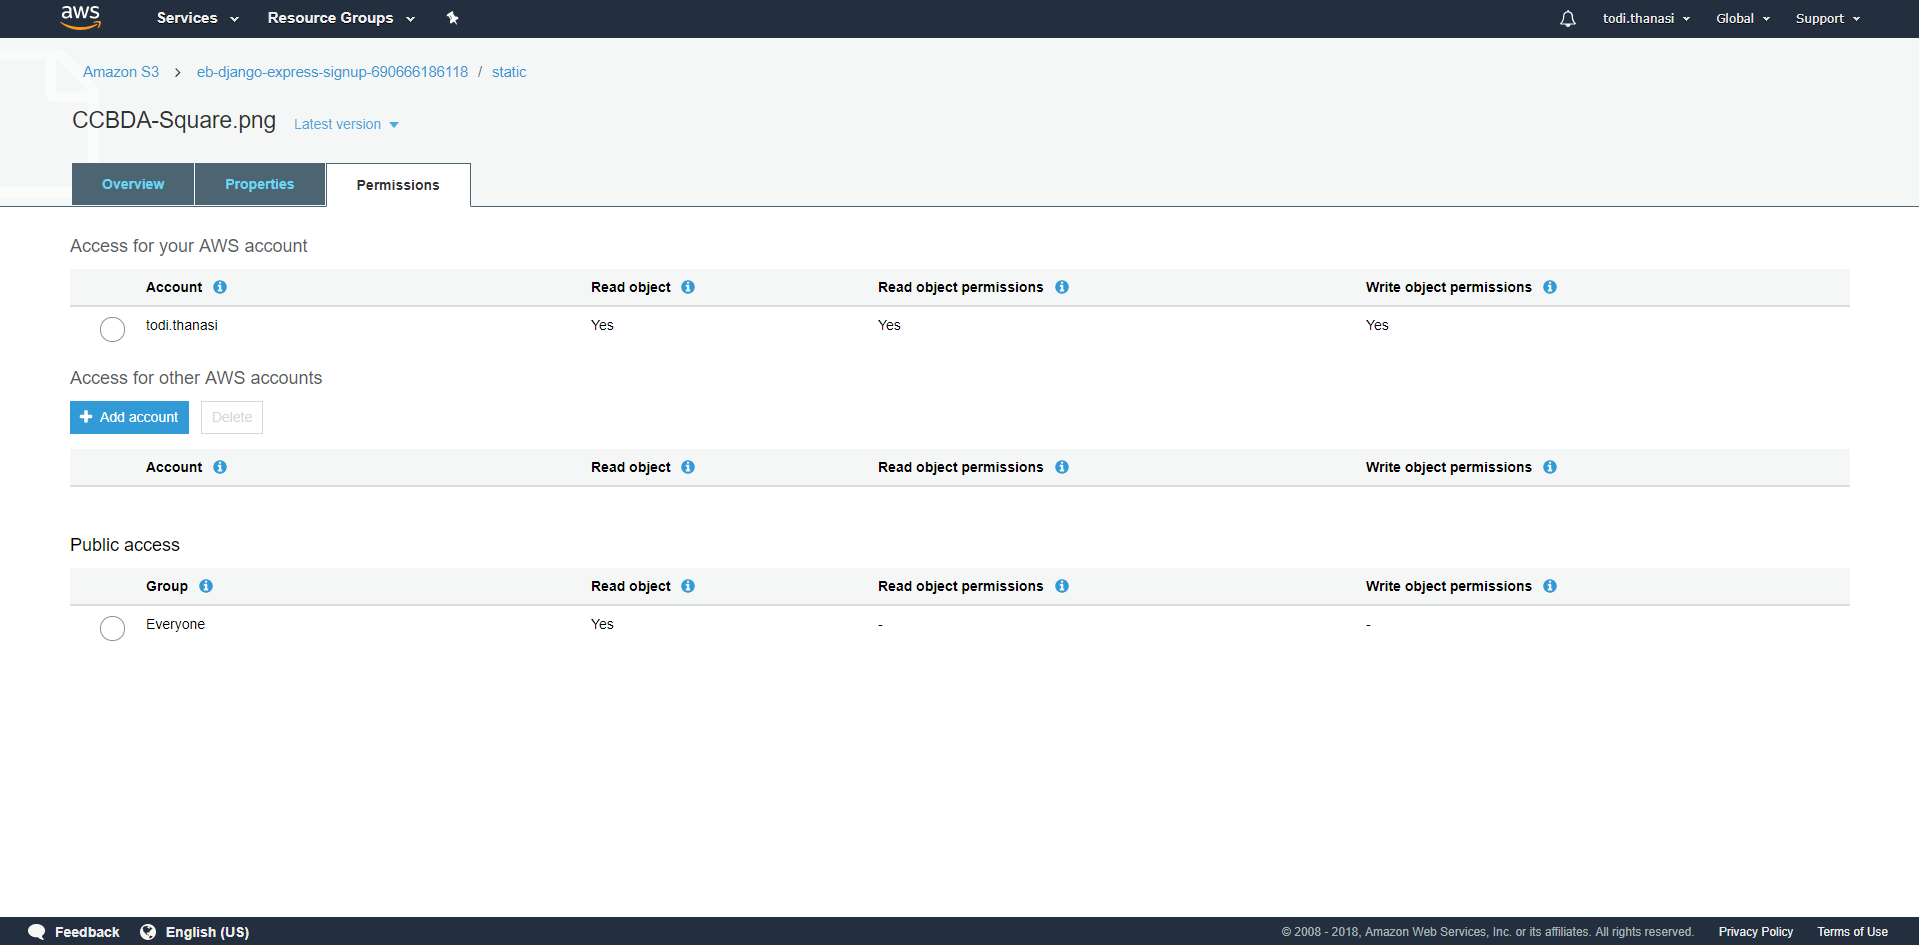 aws Services Resource Groups todi.thanasi Global Support
Amazon S3 > eb-django-express-signup-690666186118 / static
CCBDA-Square.png Latest version
Overview Properties Permissions
Access for your AWS account
Account Read object Read object permissions Write object permissions
todi.thanasi Yes Yes Yes
Access for other AWS accounts
+ Add account Delete
Account Read object Read object permissions Write object permissions
Public access
Group Read object Read object permissions Write object permissions
Everyone Yes - -
Feedback English (US) © 2008 - 2018, Amazon Web Services, Inc. or its affiliates. All rights reserved. Privacy Policy Terms of Use